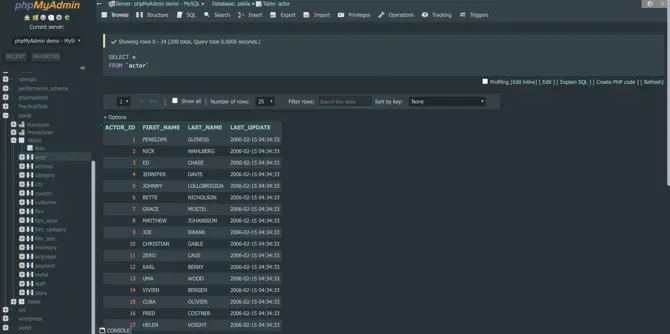 phpMyAdmin
Current server:
phpMyAdmin demo - MySQL
RECENT FAVORITES
performance_schema
phpmyadmin
sakila
Functions
Procedures
Tables
New
actor
address
category
city
country
customer
film
film_actor
film_category
film_text
inventory
language
payment
rental
staff
store
Views
sys
wordpress
world
Server: phpMyAdmin demo - MySQL » Database: sakila » Table: actor
Browse Structure SQL Search Insert Export Import Privileges Operations Tracking Triggers
Showing rows 0 - 24 (200 total, Query took 0.0006 seconds.)
SELECT *
FROM `actor`
Profiling [Edit inline] [ Edit ] [ Explain SQL ] [ Create PHP code ] [ Refresh]
1 > >> Show all Number of rows: 25 Filter rows: Search this table Sort by key: None
+ Options
ACTOR_ID FIRST_NAME LAST_NAME LAST_UPDATE
1 PENELOPE GUINESS 2006-02-15 04:34:33
2 NICK WAHLBERG 2006-02-15 04:34:33
3 ED CHASE 2006-02-15 04:34:33
4 JENNIFER DAVIS 2006-02-15 04:34:33
5 JOHNNY LOLLOBRIGIDA 2006-02-15 04:34:33
6 BETTE NICHOLSON 2006-02-15 04:34:33
7 GRACE MOSTEL 2006-02-15 04:34:33
8 MATTHEW JOHANSSON 2006-02-15 04:34:33
9 JOE SWANK 2006-02-15 04:34:33
10 CHRISTIAN GABLE 2006-02-15 04:34:33
11 ZERO CAGE 2006-02-15 04:34:33
12 KARL BERRY 2006-02-15 04:34:33
13 UMA WOOD 2006-02-15 04:34:33
14 VIVIEN BERGEN 2006-02-15 04:34:33
15 CUBA OLIVIER 2006-02-15 04:34:33
16 FRED COSTNER 2006-02-15 04:34:33
17 HELEN VOIGHT 2006-02-15 04:34:33
CONSOLE